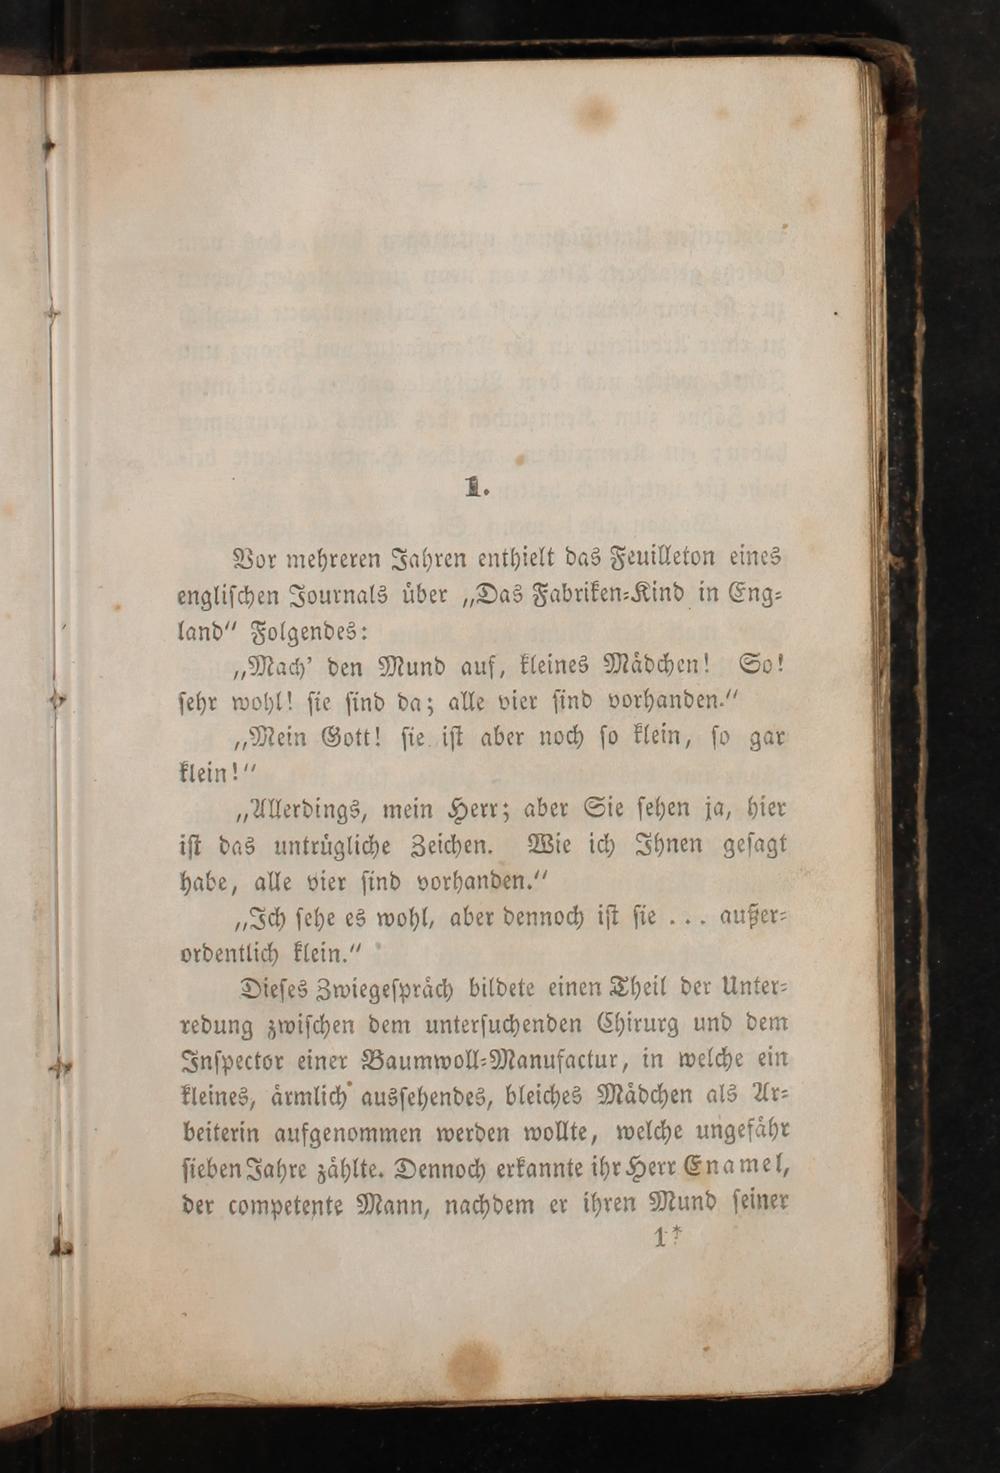 1.
Vor mehreren Jahren enthielt das Feuilleton eines
engliſchen Journals über „Das Fabriken-Kind in Eng-
land“ Folgendes:
„Mach’ den Mund auf, kleines Mädchen! So!
ſehr wohl! ſie ſind da; alle vier ſind vorhanden.“
„Mein Gott! ſie iſt aber noch ſo klein, ſo gar
klein!“
„Allerdings, mein Herr; aber Sie ſehen ja, hier
iſt das untrügliche Zeichen. Wie ich Ihnen geſagt
habe, alle vier ſind vorhanden.“
„Ich ſehe es wohl, aber dennoch iſt ſie . . . außer-
ordentlich klein.“
Dieſes Zwiegeſpräch bildete einen Theil der Unter-
redung zwiſchen dem unterſuchenden Chirurg und dem
Inſpector einer Baumwoll-Manufactur, in welche ein
kleines, ärmlich ausſehendes, bleiches Mädchen als Ar-
beiterin aufgenommen werden wollte, welche ungefähr
ſieben Jahre zählte. Dennoch erkannte ihr Herr Enamel,
der competente Mann, nachdem er ihren Mund ſeiner
1*